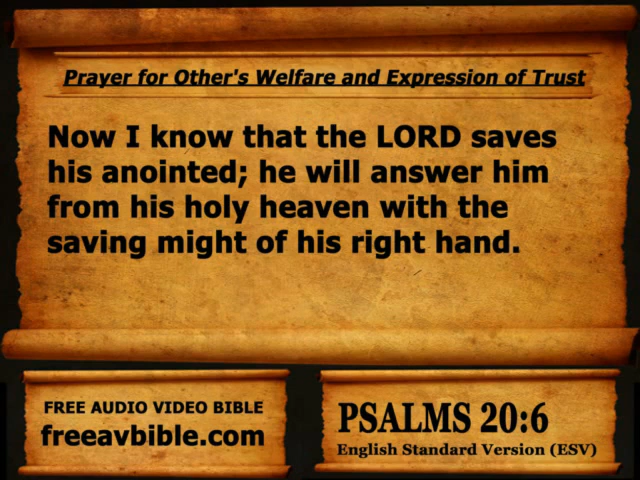 Prayer for Other's Welfare and Expression of Trust
Now I know that the LORD saves
his anointed; he will answer him
from his holy heaven with the
saving might of his right hand.
FREE AUDIO VIDEO BIBLE
freeavbible.com
PSALMS 20:6
English Standard Version (ESV)